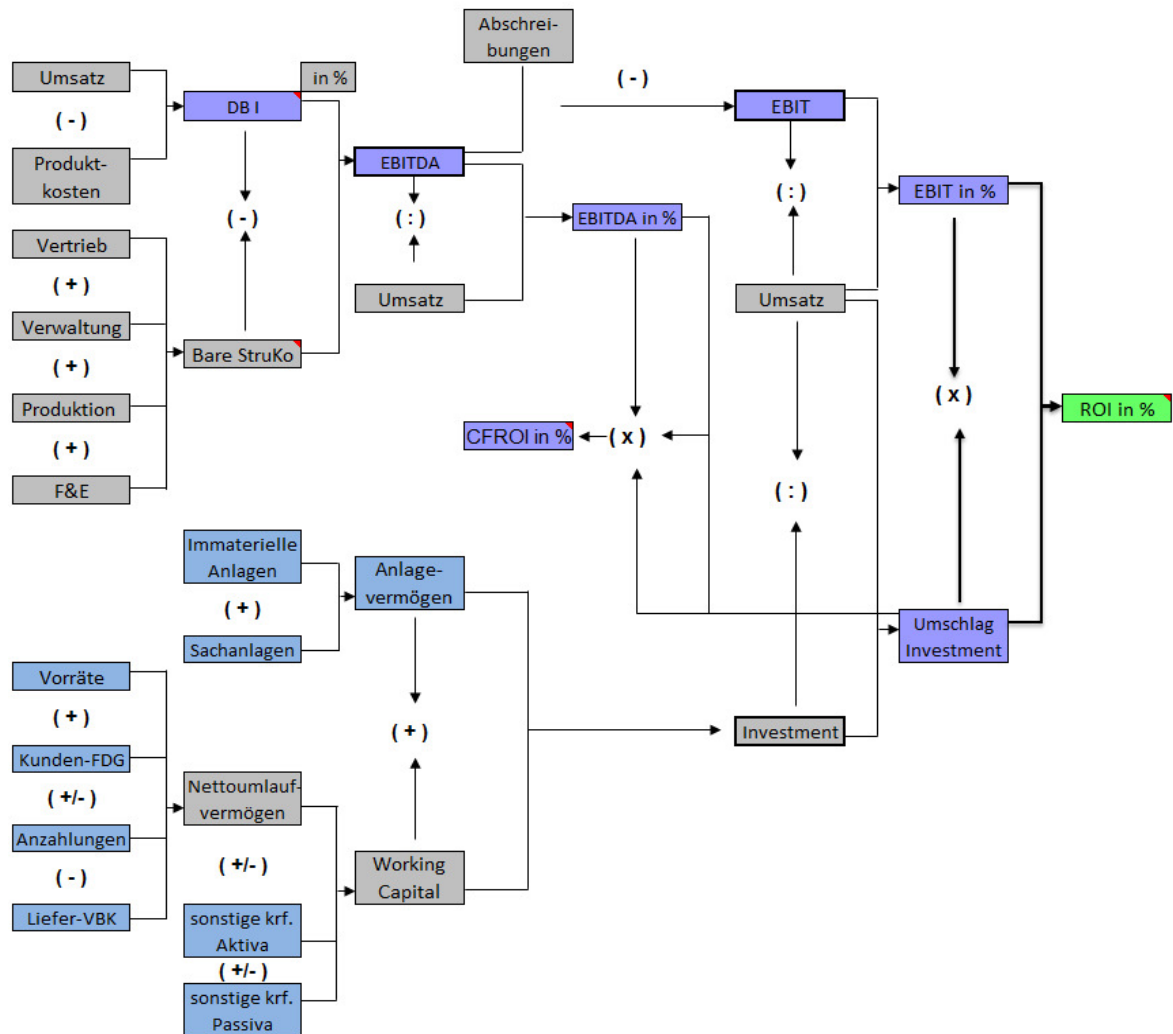 Abschrei-
bungen
Umsatz
in %
( - )
( - )
DB I
EBIT
Produkt-
kosten
EBITDA
EBIT in %
( : )
( - )
( : )
EBITDA in %
Vertrieb
( + )
Umsatz
Umsatz
Verwaltung
Bare StruKo
( + )
( x )
Produktion
ROI in %
CFROI in %
( x )
( + )
F&E
( : )
Immaterielle
Anlagen
Anlage-
vermögen
( + )
Umschlag
Investment
Sachanlagen
Vorräte
( + )
( + )
Investment
Kunden-FDG
Nettoumlauf-
vermögen
( +/- )
Anzahlungen
( +/- )
Working
Capital
( - )
Liefer-VBK
sonstige krf.
Aktiva
( +/- )
sonstige krf.
Passiva